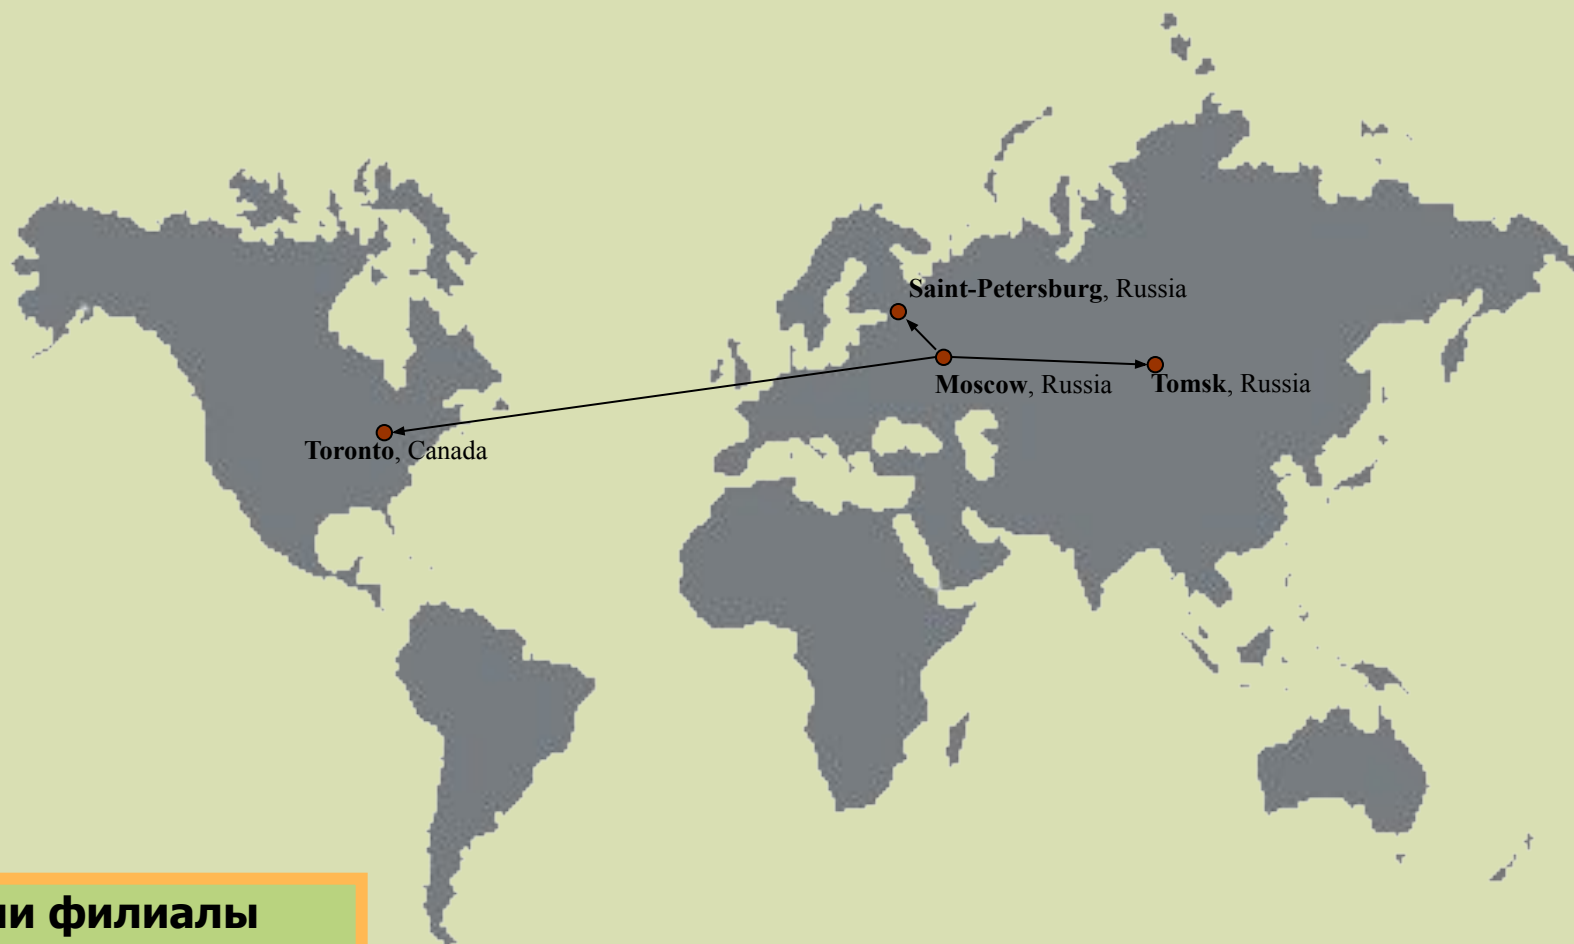 Saint-Petersburg, Russia
Moscow, Russia
Tomsk, Russia
Toronto, Canada
филиалы